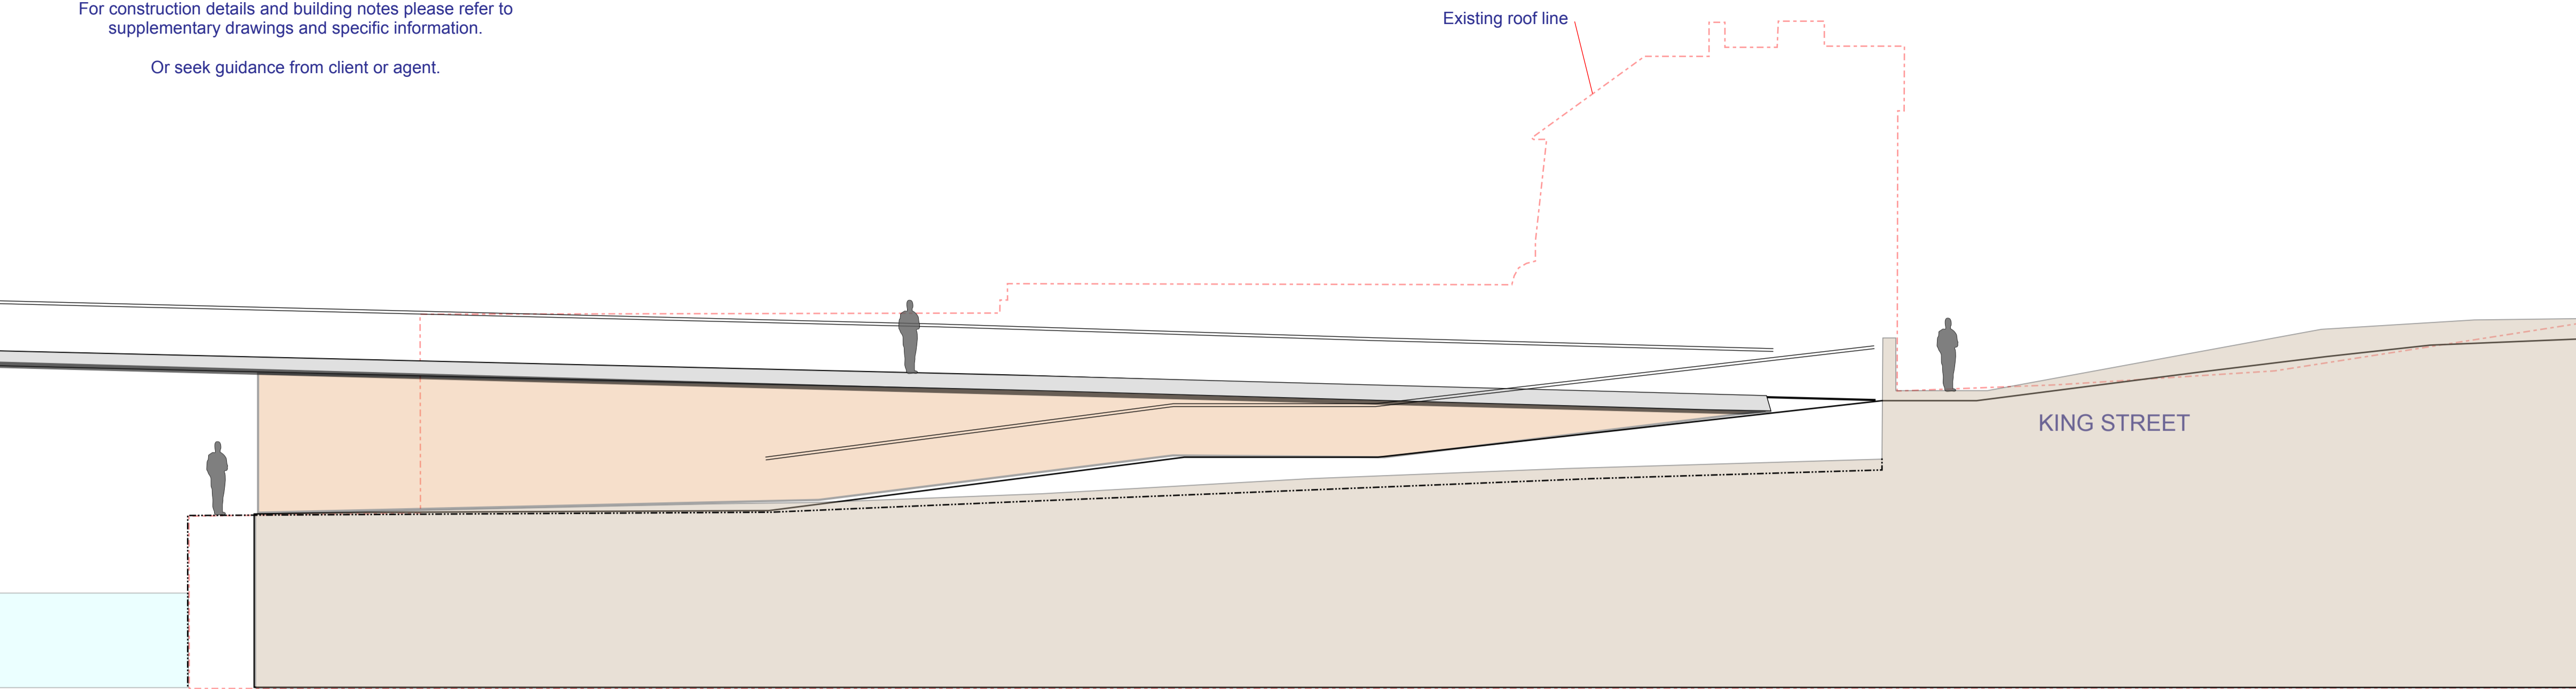 For construction details and building notes please refer to
supplementary drawings and specific information.
Or seek guidance from client or agent.
Existing roof line
KING STREET